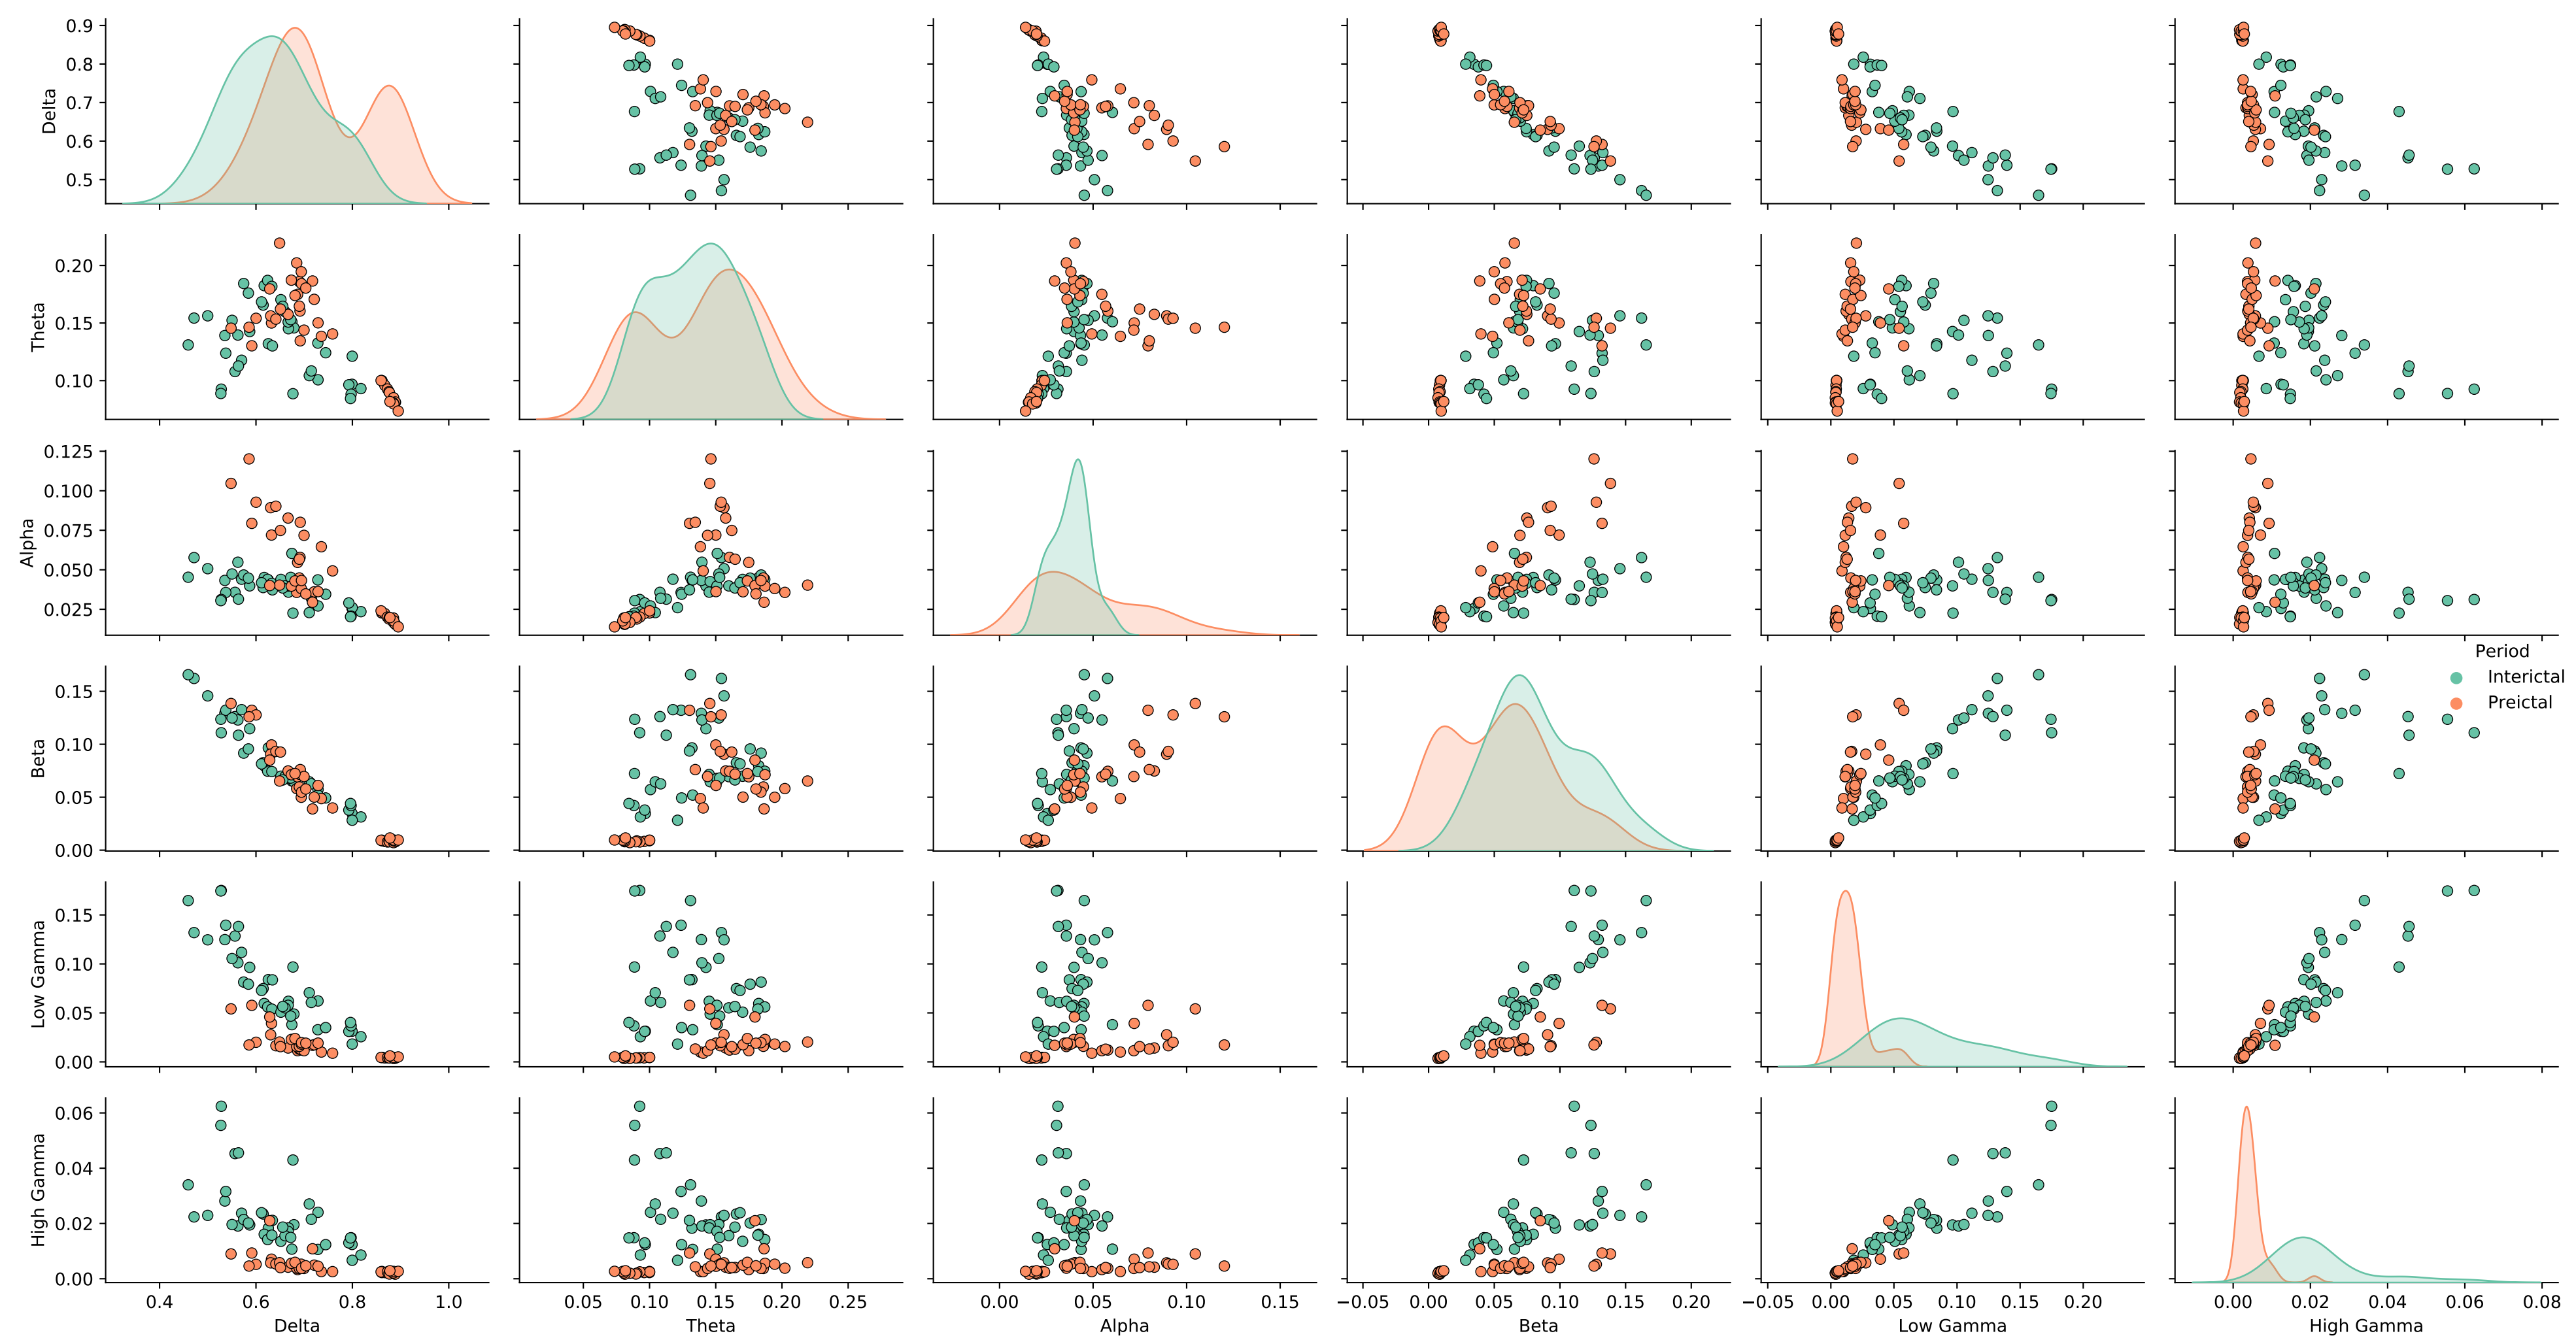 0.9
0.8
0.7
0.6
0.5
Delta
0.20
0.15
0.10
Theta
0.125
0.100
0.075
0.050
0.025
Alpha
Period
Interictal
Preictal
0.15
0.10
0.05
0.00
Beta
0.15
0.10
0.05
0.00
Low Gamma
0.06
0.04
0.02
0.00
High Gamma
0.4 0.6 0.8 1.0
Delta
0.05 0.10 0.15 0.20 0.25
Theta
0.00 0.05 0.10 0.15
Alpha
−0.05 0.00 0.05 0.10 0.15 0.20
Beta
−0.05 0.00 0.05 0.10 0.15 0.20
Low Gamma
0.00 0.02 0.04 0.06 0.08
High Gamma